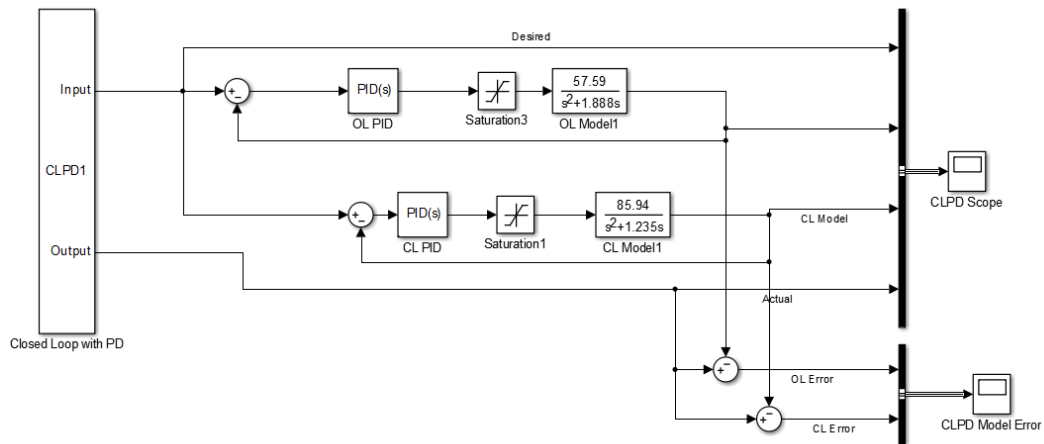 Desired
Input
PID(s)
OL PID
Saturation3
57.59
s²+1.888s
OL Model1
CLPD1
CLPD Scope
PID(s)
CL PID
Saturation1
85.94
s²+1.235s
CL Model1
CL Model
Output
Actual
Closed Loop with PD
OL Error
CL Error
CLPD Model Error